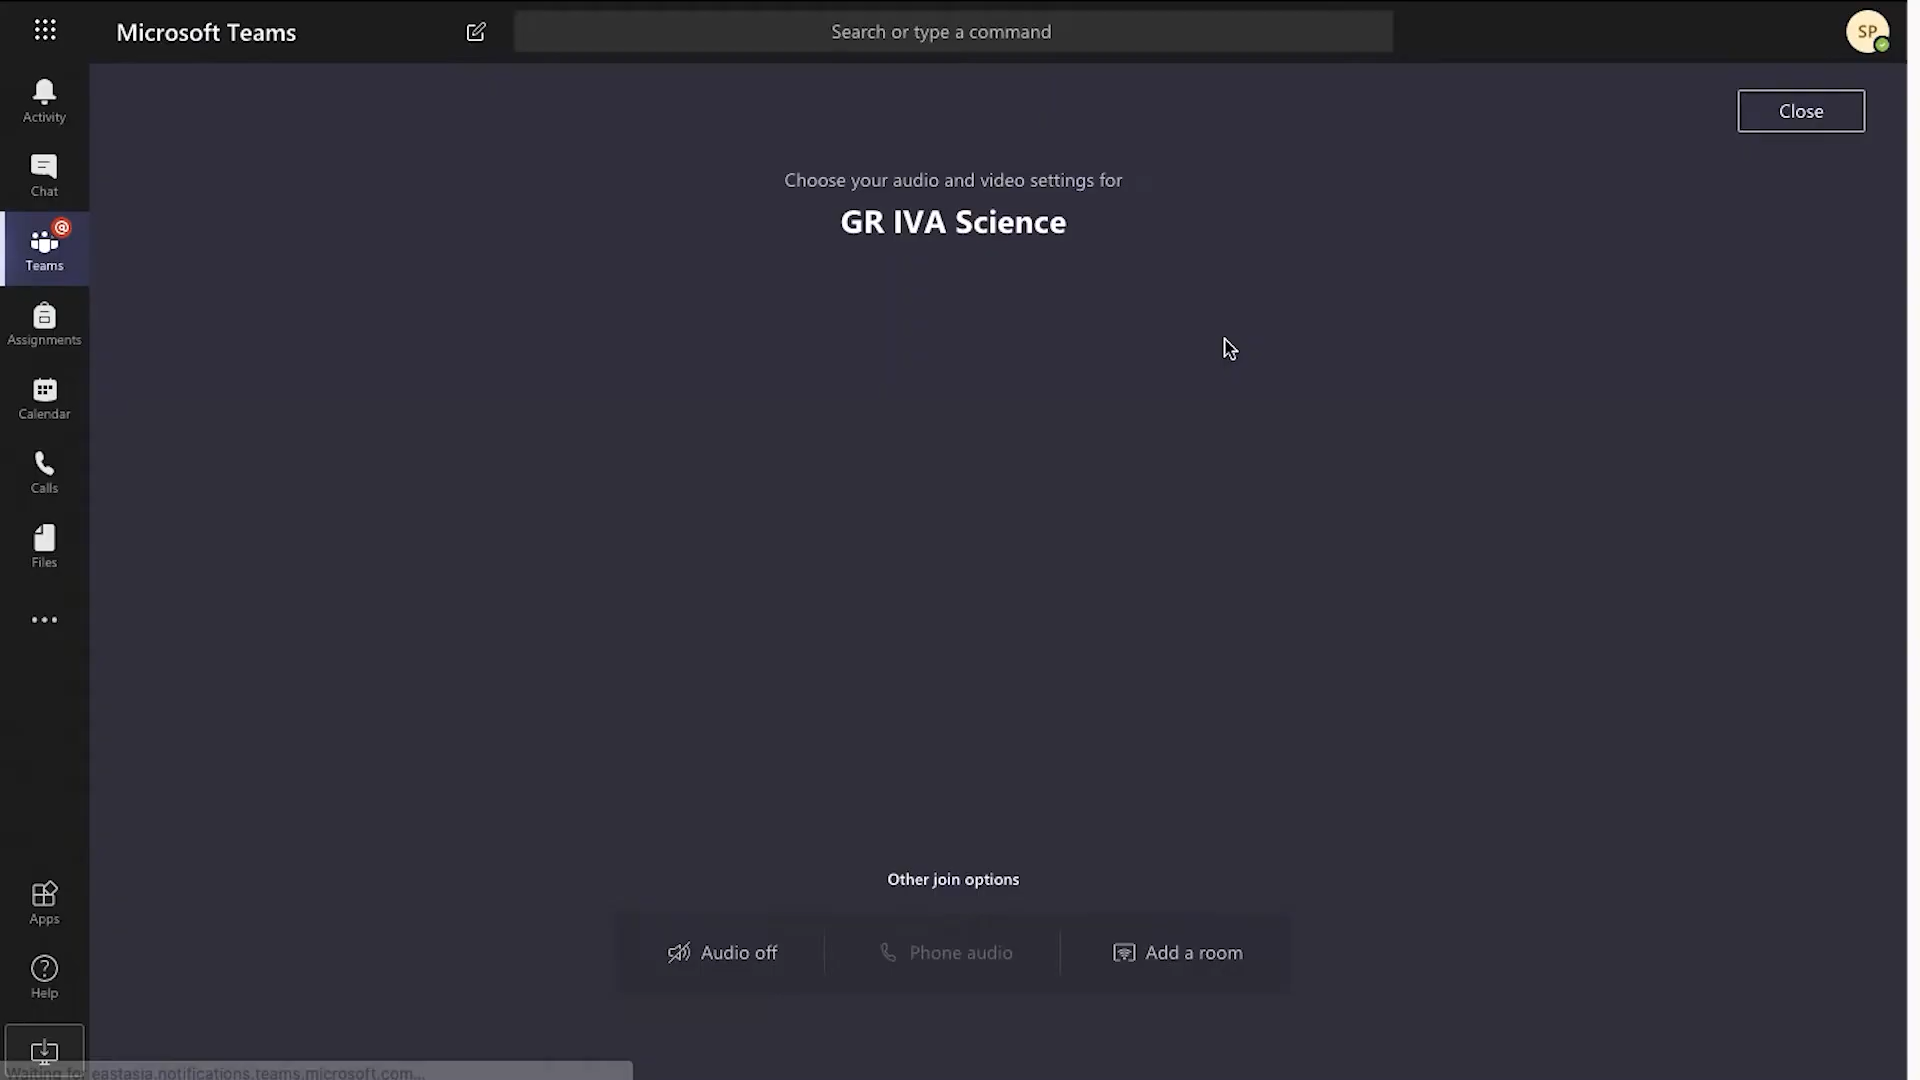 Microsoft Teams
Search or type a command
SP
Activity
Chat
@
Teams
Assignments
Calendar
Calls
Files
Apps
Help
Close
Choose your audio and video settings for
GR IVA Science
Other join options
Audio off
Phone audio
Add a room
Waiting for eastasia.notifications.teams.microsoft.com...